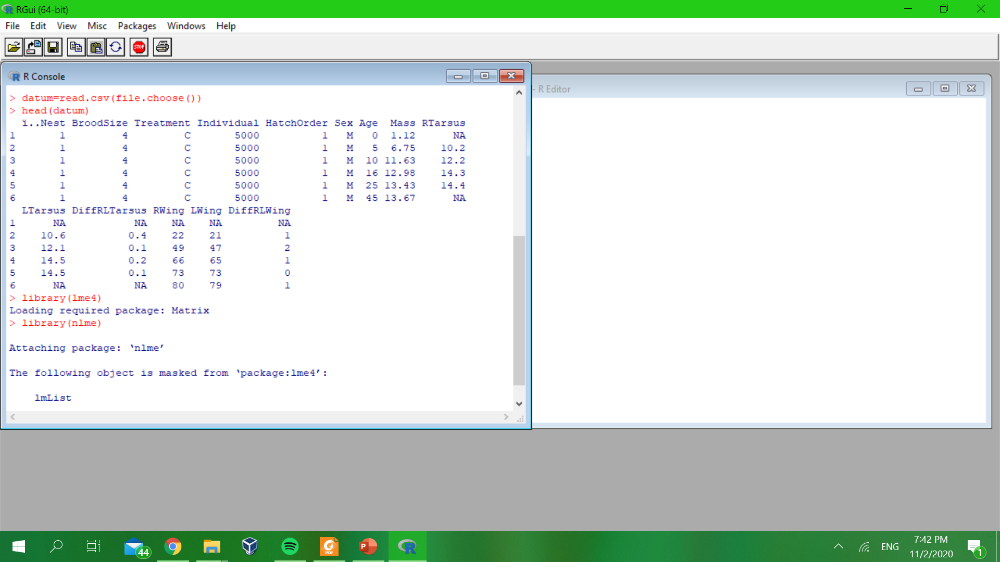 RGui (64-bit)
File Edit View Misc Packages Windows Help
STOP
R Console
- R Editor
> datum=read.csv(file.choose())
> head(datum)
  ï..Nest BroodSize Treatment Individual HatchOrder Sex Age  Mass RTarsus
1       1         4         C       5000          1   M   0  1.12      NA
2       1         4         C       5000          1   M   5  6.75    10.2
3       1         4         C       5000          1   M  10 11.63    12.2
4       1         4         C       5000          1   M  16 12.98    14.3
5       1         4         C       5000          1   M  25 13.43    14.4
6       1         4         C       5000          1   M  45 13.67      NA
  LTarsus DiffRLTarsus RWing LWing DiffRLWing
1      NA           NA    NA    NA         NA
2    10.6          0.4    22    21          1
3    12.1          0.1    49    47          2
4    14.5          0.2    66    65          1
5    14.5          0.1    73    73          0
6      NA           NA    80    79          1
> library(lme4)
Loading required package: Matrix
> library(nlme)
Attaching package: ‘nlme’
The following object is masked from ‘package:lme4’:
    lmList
44
PDF
P
R
ENG
7:42 PM
11/2/2020
1